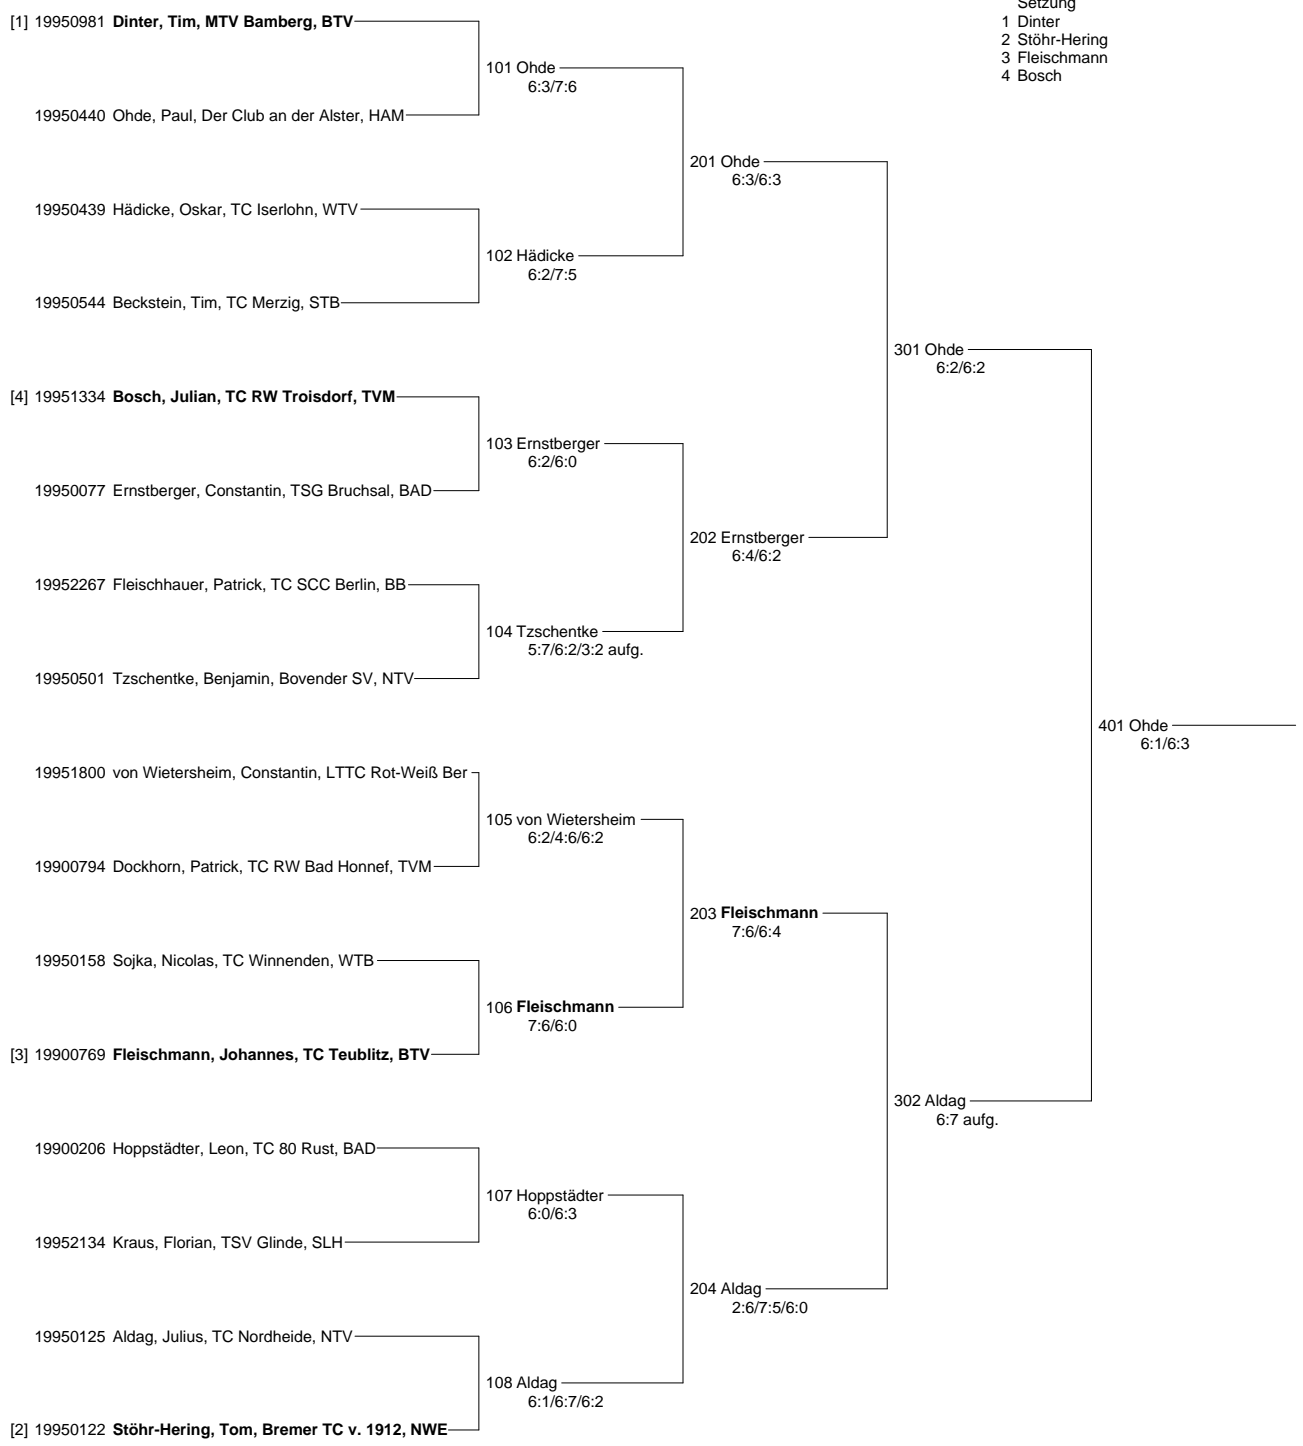 Setzung
1 Dinter
2 Stöhr-Hering
3 Fleischmann
4 Bosch
[1] 19950981 Dinter, Tim, MTV Bamberg, BTV
101 Ohde
6:3/7:6
19950440 Ohde, Paul, Der Club an der Alster, HAM
201 Ohde
6:3/6:3
19950439 Hädicke, Oskar, TC Iserlohn, WTV
102 Hädicke
6:2/7:5
19950544 Beckstein, Tim, TC Merzig, STB
301 Ohde
6:2/6:2
[4] 19951334 Bosch, Julian, TC RW Troisdorf, TVM
103 Ernstberger
6:2/6:0
19950077 Ernstberger, Constantin, TSG Bruchsal, BAD
202 Ernstberger
6:4/6:2
19952267 Fleischhauer, Patrick, TC SCC Berlin, BB
104 Tzschentke
5:7/6:2/3:2 aufg.
19950501 Tzschentke, Benjamin, Bovender SV, NTV
401 Ohde
6:1/6:3
19951800 von Wietersheim, Constantin, LTTC Rot-Weiß Ber
105 von Wietersheim
6:2/4:6/6:2
19900794 Dockhorn, Patrick, TC RW Bad Honnef, TVM
203 Fleischmann
7:6/6:4
19950158 Sojka, Nicolas, TC Winnenden, WTB
106 Fleischmann
7:6/6:0
[3] 19900769 Fleischmann, Johannes, TC Teublitz, BTV
302 Aldag
6:7 aufg.
19900206 Hoppstädter, Leon, TC 80 Rust, BAD
107 Hoppstädter
6:0/6:3
19952134 Kraus, Florian, TSV Glinde, SLH
204 Aldag
2:6/7:5/6:0
19950125 Aldag, Julius, TC Nordheide, NTV
108 Aldag
6:1/6:7/6:2
[2] 19950122 Stöhr-Hering, Tom, Bremer TC v. 1912, NWE